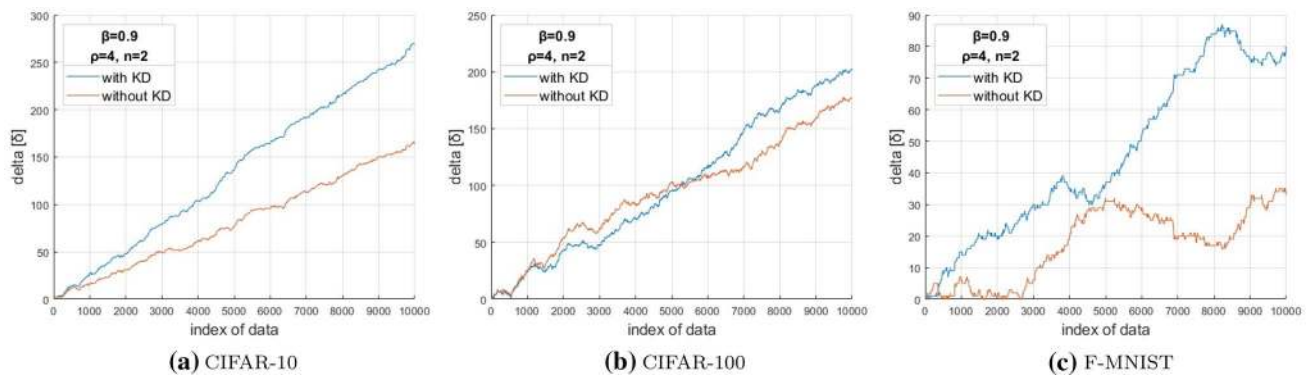 300
250
200
150
100
50
0
delta [δ]
β=0.9
ρ=4, n=2
with KD
without KD
0 1000 2000 3000 4000 5000 6000 7000 8000 9000 10000
index of data
(a) CIFAR-10
250
200
150
100
50
0
delta [δ]
β=0.9
ρ=4, n=2
with KD
without KD
0 1000 2000 3000 4000 5000 6000 7000 8000 9000 10000
index of data
(b) CIFAR-100
90
80
70
60
50
40
30
20
10
0
delta [δ]
β=0.9
ρ=4, n=2
with KD
without KD
0 1000 2000 3000 4000 5000 6000 7000 8000 9000 10000
index of data
(c) F-MNIST